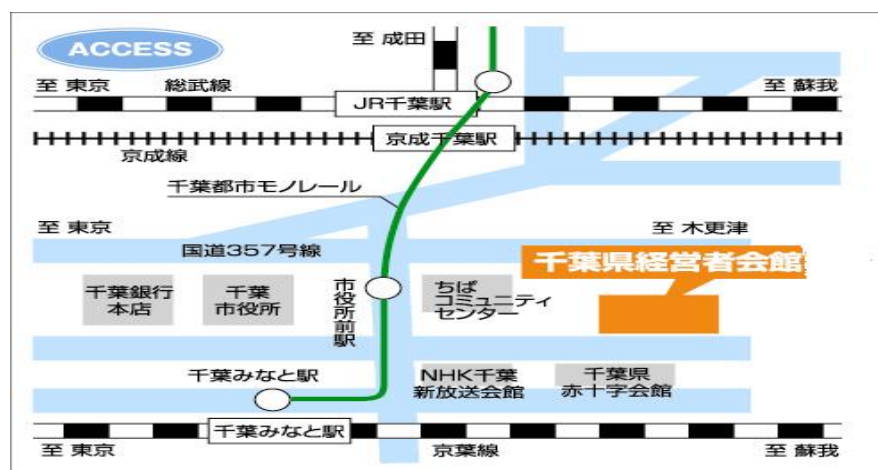 ACCESS
至 成田
至 東京
総武線
至 蘇我
JR千葉駅
京成千葉駅
京成線
千葉都市モノレール
至 東京
至 木更津
国道357号線
千葉県経営者会館
千葉銀行
本店
千葉
市役所
市役所前駅
ちば
コミュニティ
センター
千葉みなと駅
NHK千葉
新放送会館
千葉県
赤十字会館
千葉みなと駅
至 東京
京葉線
至 蘇我